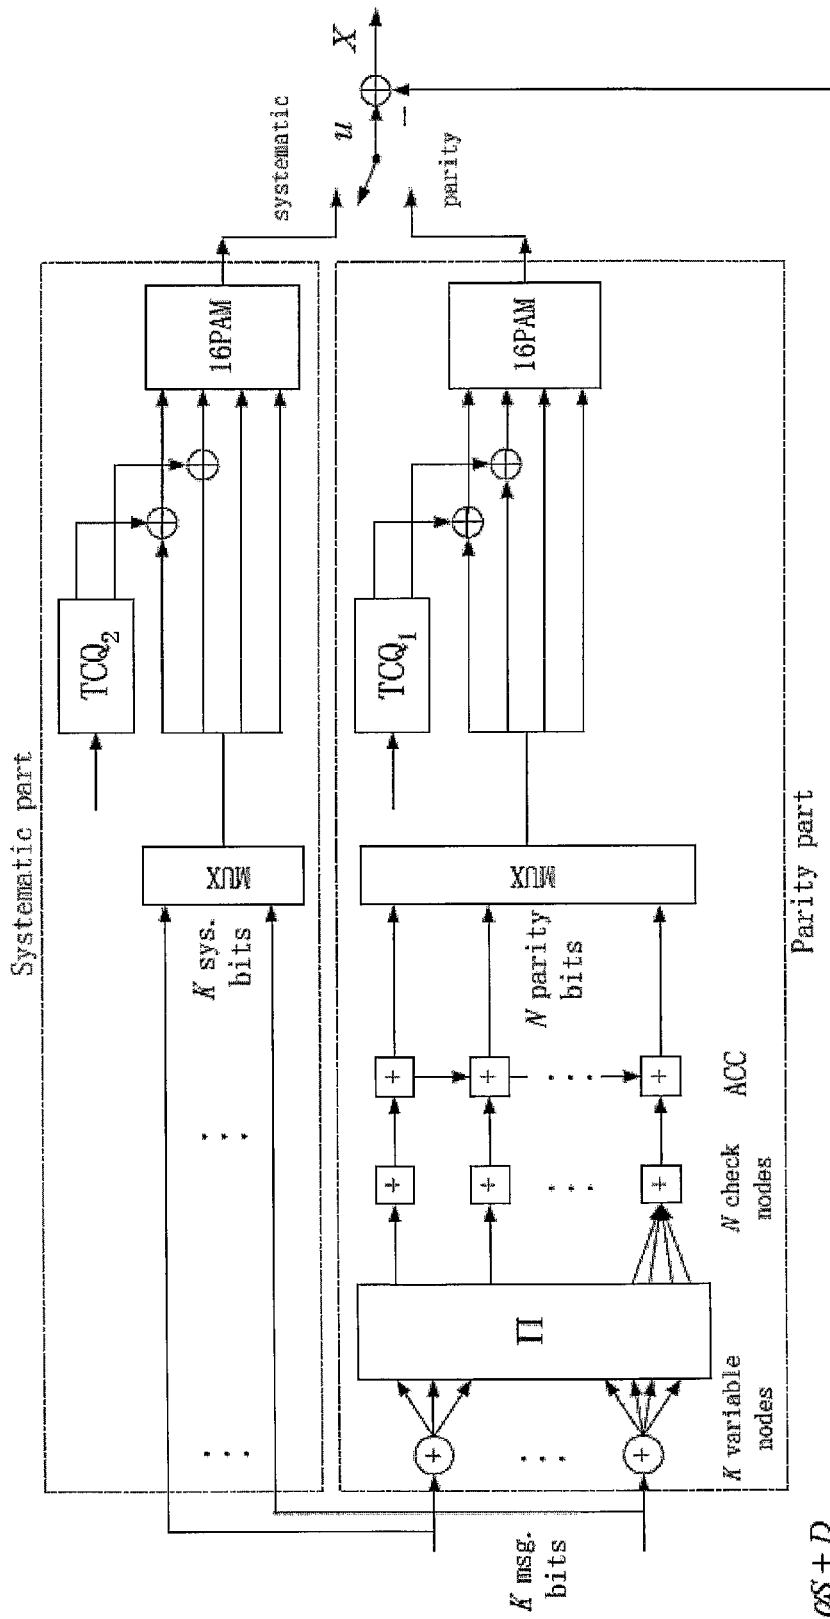 Systematic part
TCQ2
16PAM
MUX
K sys.
bits
. . .
. . .
systematic
u
X
−
parity
K msg.
bits
. . .
K variable
nodes
Π
. . .
N check
nodes
. . .
ACC
N parity
bits
MUX
TCQ1
16PAM
Parity part
αS + D